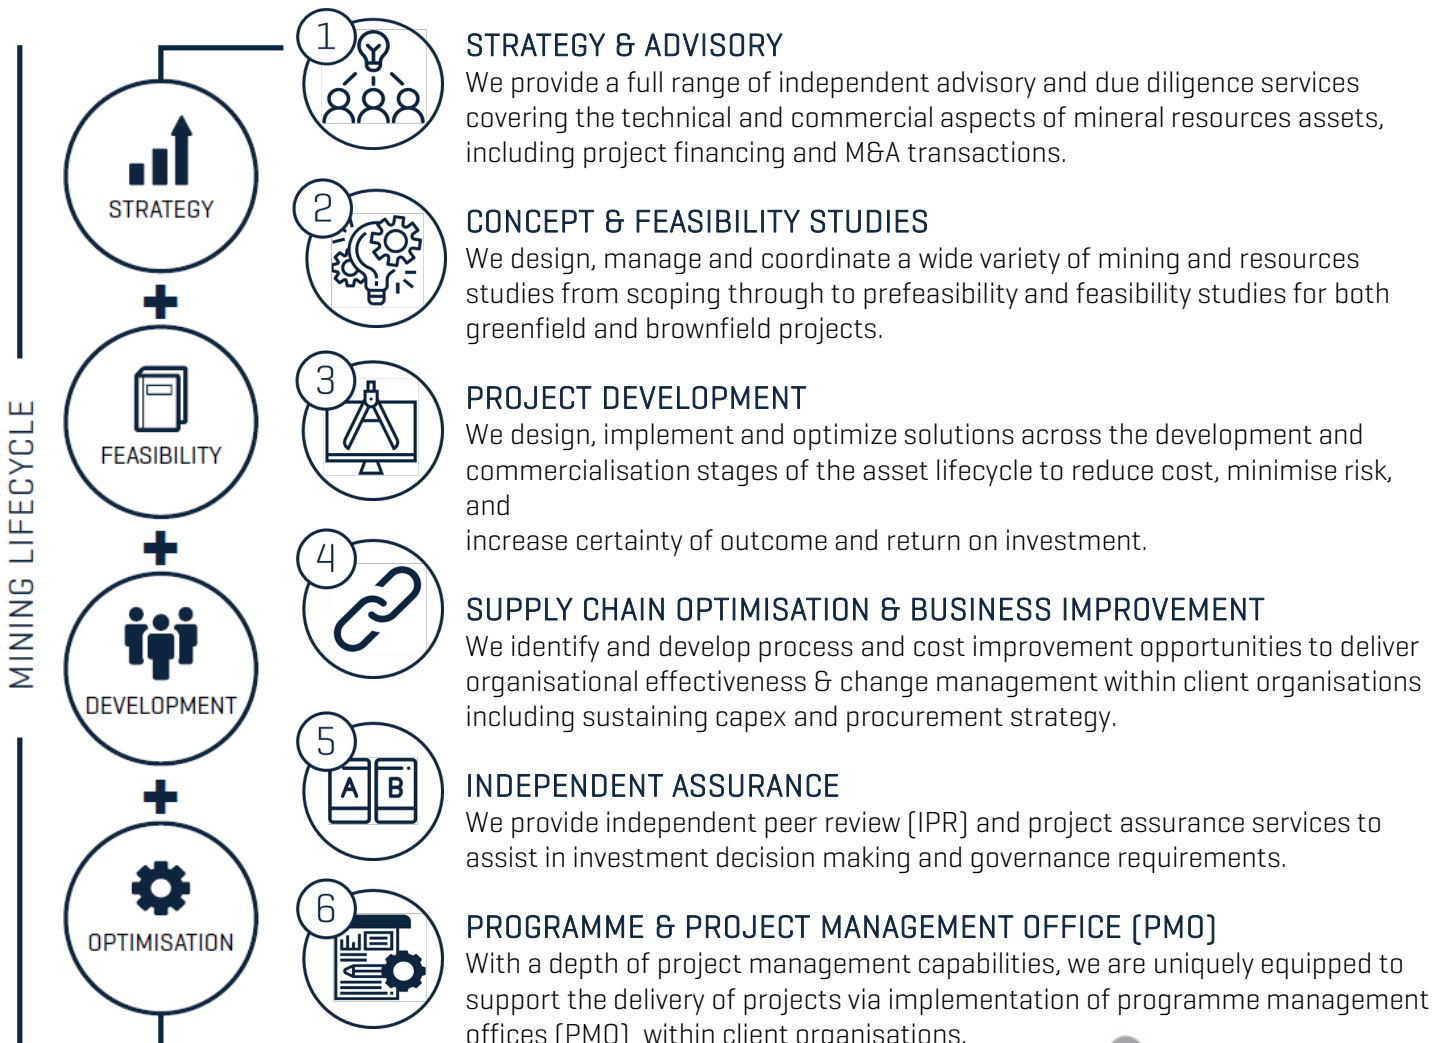 MINING LIFECYCLE
STRATEGY
FEASIBILITY
DEVELOPMENT
OPTIMISATION
1
STRATEGY & ADVISORY
We provide a full range of independent advisory and due diligence services
covering the technical and commercial aspects of mineral resources assets,
including project financing and M&A transactions.
2
CONCEPT & FEASIBILITY STUDIES
We design, manage and coordinate a wide variety of mining and resources
studies from scoping through to prefeasibility and feasibility studies for both
greenfield and brownfield projects.
3
PROJECT DEVELOPMENT
We design, implement and optimize solutions across the development and
commercialisation stages of the asset lifecycle to reduce cost, minimise risk,
and
increase certainty of outcome and return on investment.
4
SUPPLY CHAIN OPTIMISATION & BUSINESS IMPROVEMENT
We identify and develop process and cost improvement opportunities to deliver
organisational effectiveness & change management within client organisations
including sustaining capex and procurement strategy.
5
A B
INDEPENDENT ASSURANCE
We provide independent peer review (IPR) and project assurance services to
assist in investment decision making and governance requirements.
6
PROGRAMME & PROJECT MANAGEMENT OFFICE (PMO)
With a depth of project management capabilities, we are uniquely equipped to
support the delivery of projects via implementation of programme management
offices (PMO) within client organisations.